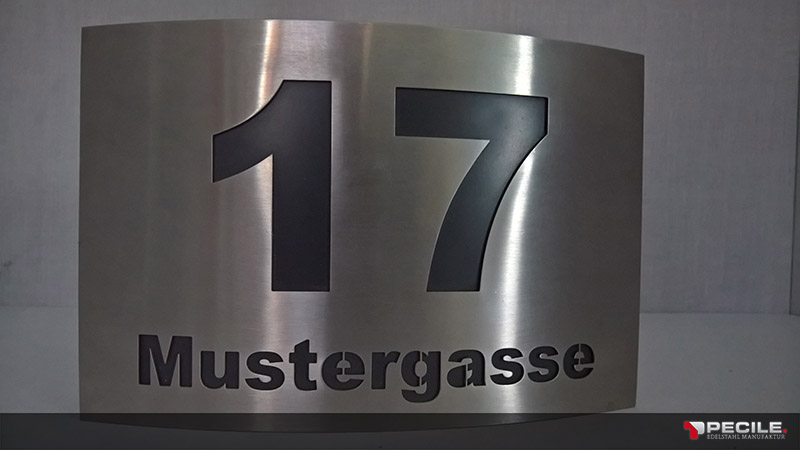 17
Mustergasse
PECILE.
EDELSTAHL MANUFAKTUR